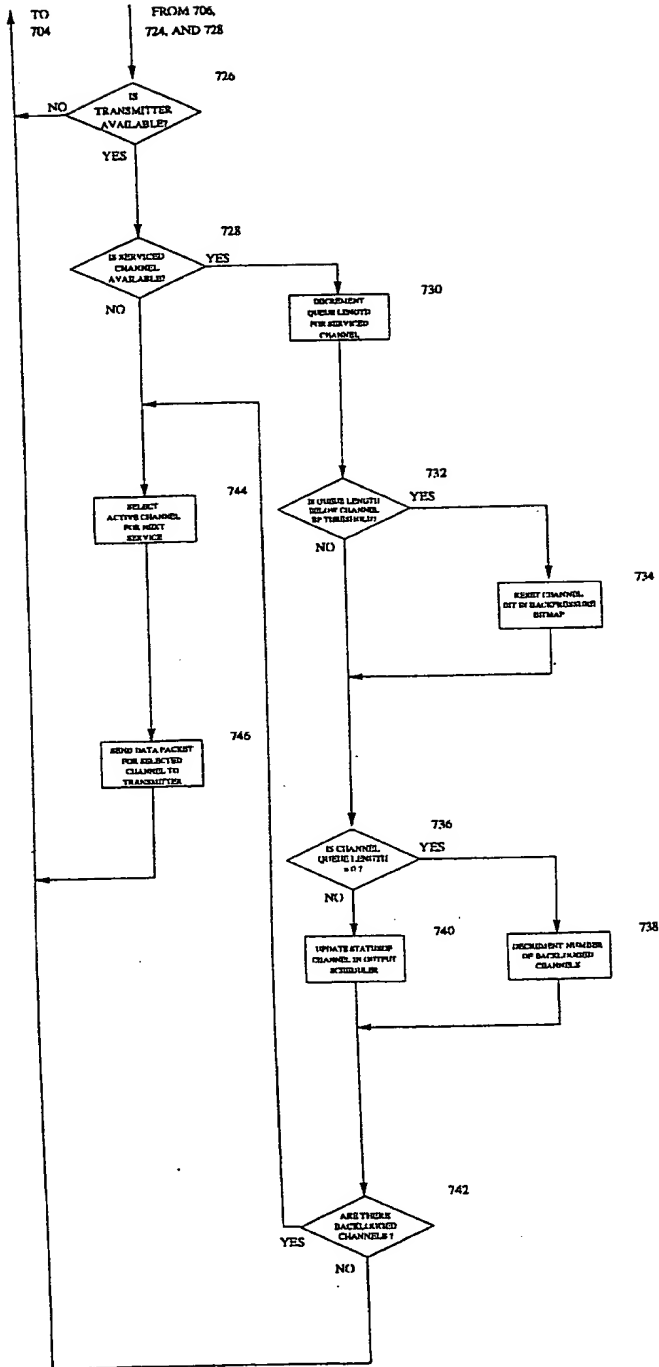 TO
704
FROM 706,
724, AND 728
726
IS
TRANSMITTER
AVAILABLE?
NO
YES
728
IS SERVICED
CHANNEL
AVAILABLE?
YES
NO
730
DECREMENT
QUEUE LENGTH
FOR SERVICED
CHANNEL
732
IS QUEUE LENGTH
BELOW CHANNEL
BP THRESHOLD?
YES
NO
734
RESET CHANNEL
BIT IN BACKPRESSURE
BITMAP
744
SELECT
ACTIVE CHANNEL
FOR NEXT
SERVICE
746
SEND DATA PACKET
FOR SELECTED
CHANNEL TO
TRANSMITTER
736
IS CHANNEL
QUEUE LENGTH
= 0 ?
YES
NO
740
UPDATE STATUS OF
CHANNEL IN OUTPUT
SCHEDULER
738
DECREMENT NUMBER
OF BACKLOGGED
CHANNELS
742
ARE THERE
BACKLOGGED
CHANNELS ?
YES
NO